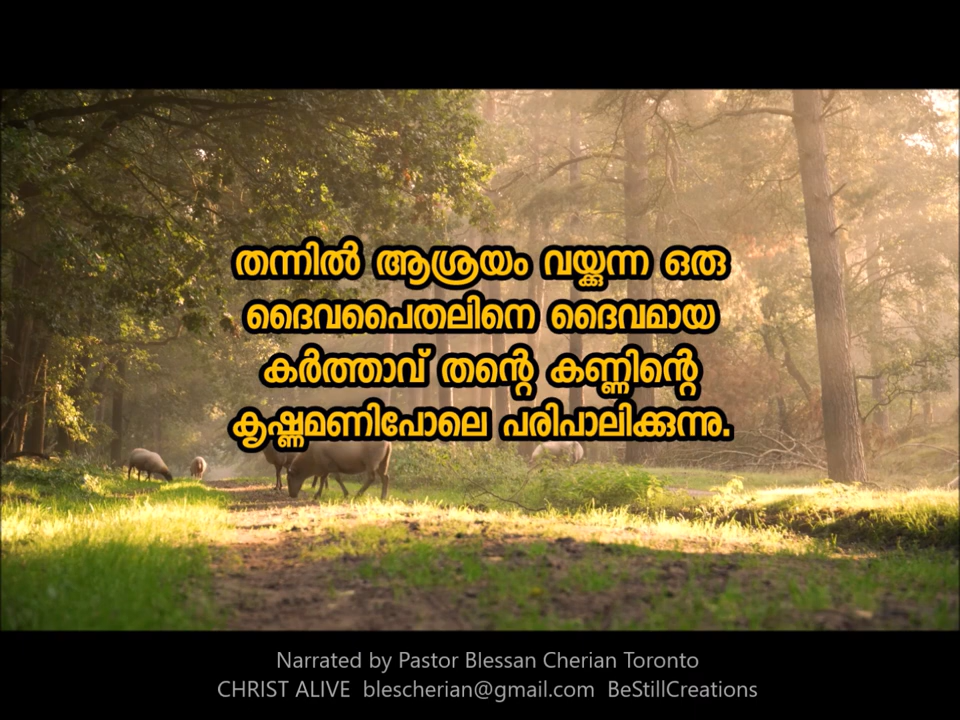 തന്നിൽ ആശ്രയം വയ്ക്കുന്ന ഒരു
ദൈവപൈതലിനെ ദൈവമായ
കർത്താവ് തന്റെ കണ്ണിന്റെ
കൃഷ്ണമണിപോലെ പരിപാലിക്കുന്നു.
Narrated by Pastor Blessan Cherian Toronto
CHRIST ALIVE  blescherian@gmail.com  BeStillCreations